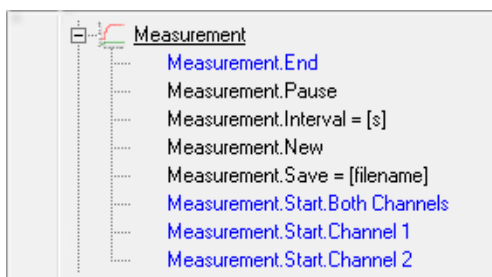 Measurement
Measurement.End
Measurement.Pause
Measurement.Interval = [s]
Measurement.New
Measurement.Save = [filename]
Measurement.Start.Both Channels
Measurement.Start.Channel 1
Measurement.Start.Channel 2